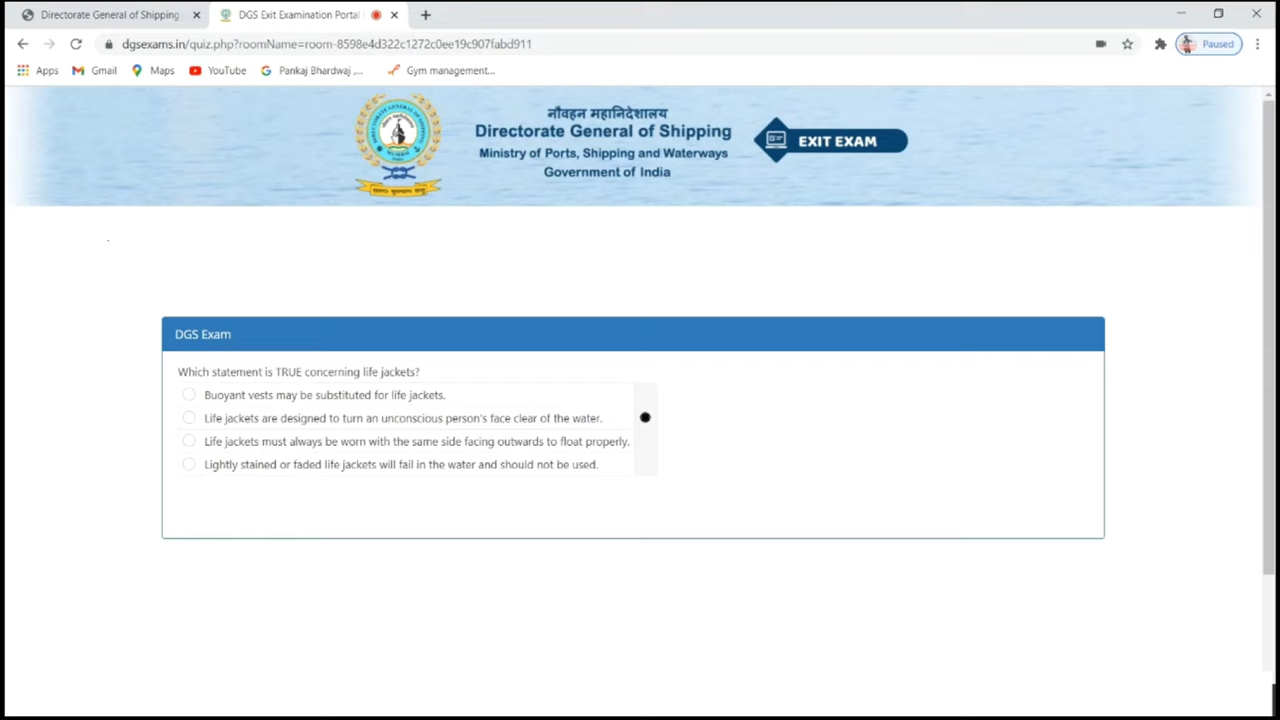 Directorate General of Shipping
DGS Exit Examination Portal
dgsexams.in/quiz.php?roomName=room-8598e4d322c1272c0ee19c907fabd911
Paused
Apps
Gmail
Maps
YouTube
Pankaj Bhardwaj ,...
Gym management...
नौवहन महानिदेशालय
Directorate General of Shipping
Ministry of Ports, Shipping and Waterways
Government of India
EXIT EXAM
DGS Exam
Which statement is TRUE concerning life jackets?
Buoyant vests may be substituted for life jackets.
Life jackets are designed to turn an unconscious person's face clear of the water.
Life jackets must always be worn with the same side facing outwards to float properly.
Lightly stained or faded life jackets will fail in the water and should not be used.